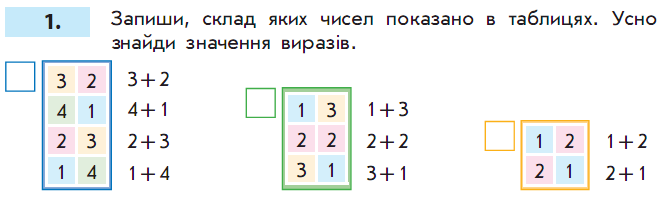 1. Запиши, склад яких чисел показано в таблицях. Усно
знайди значення виразів.
3 2 3+2
4 1 4+1
2 3 2+3
1 4 1+4
1 3 1+3
2 2 2+2
3 1 3+1
1 2 1+2
2 1 2+1